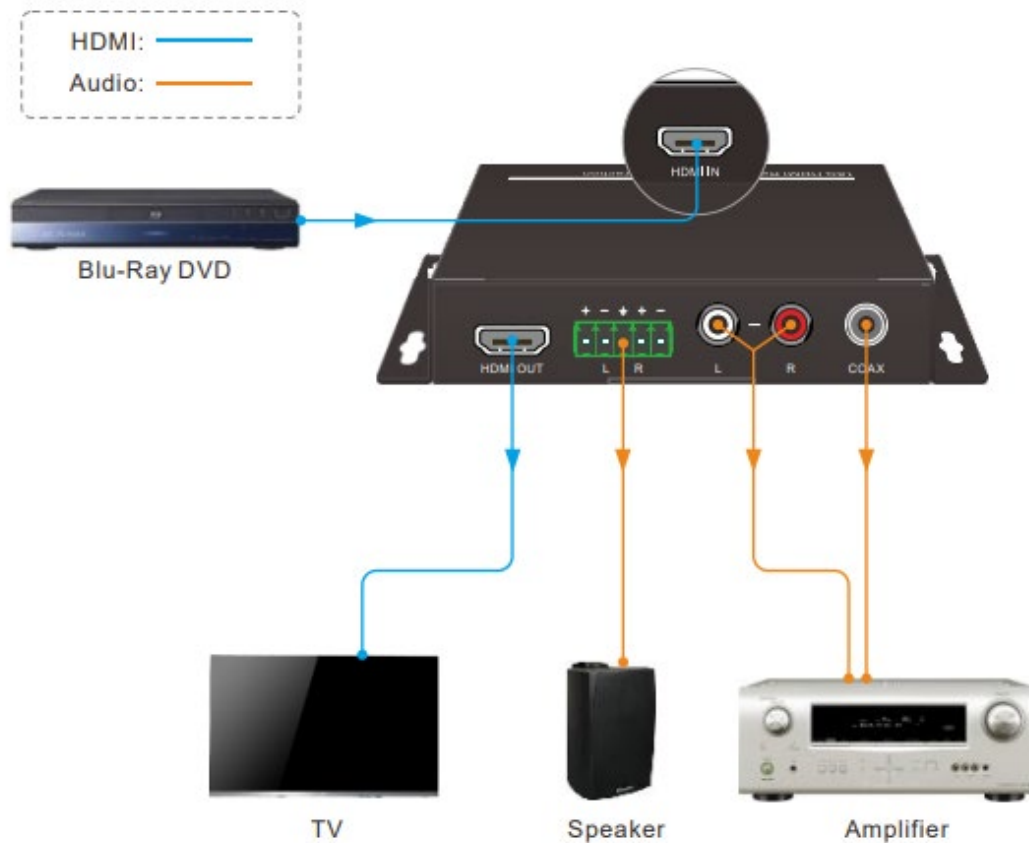 HDMI:
Audio:
HDMI IN
Blu-Ray DVD
+ - ⏚ + -
HDMI OUT
L R
L - R
COAX
TV
Speaker
Amplifier